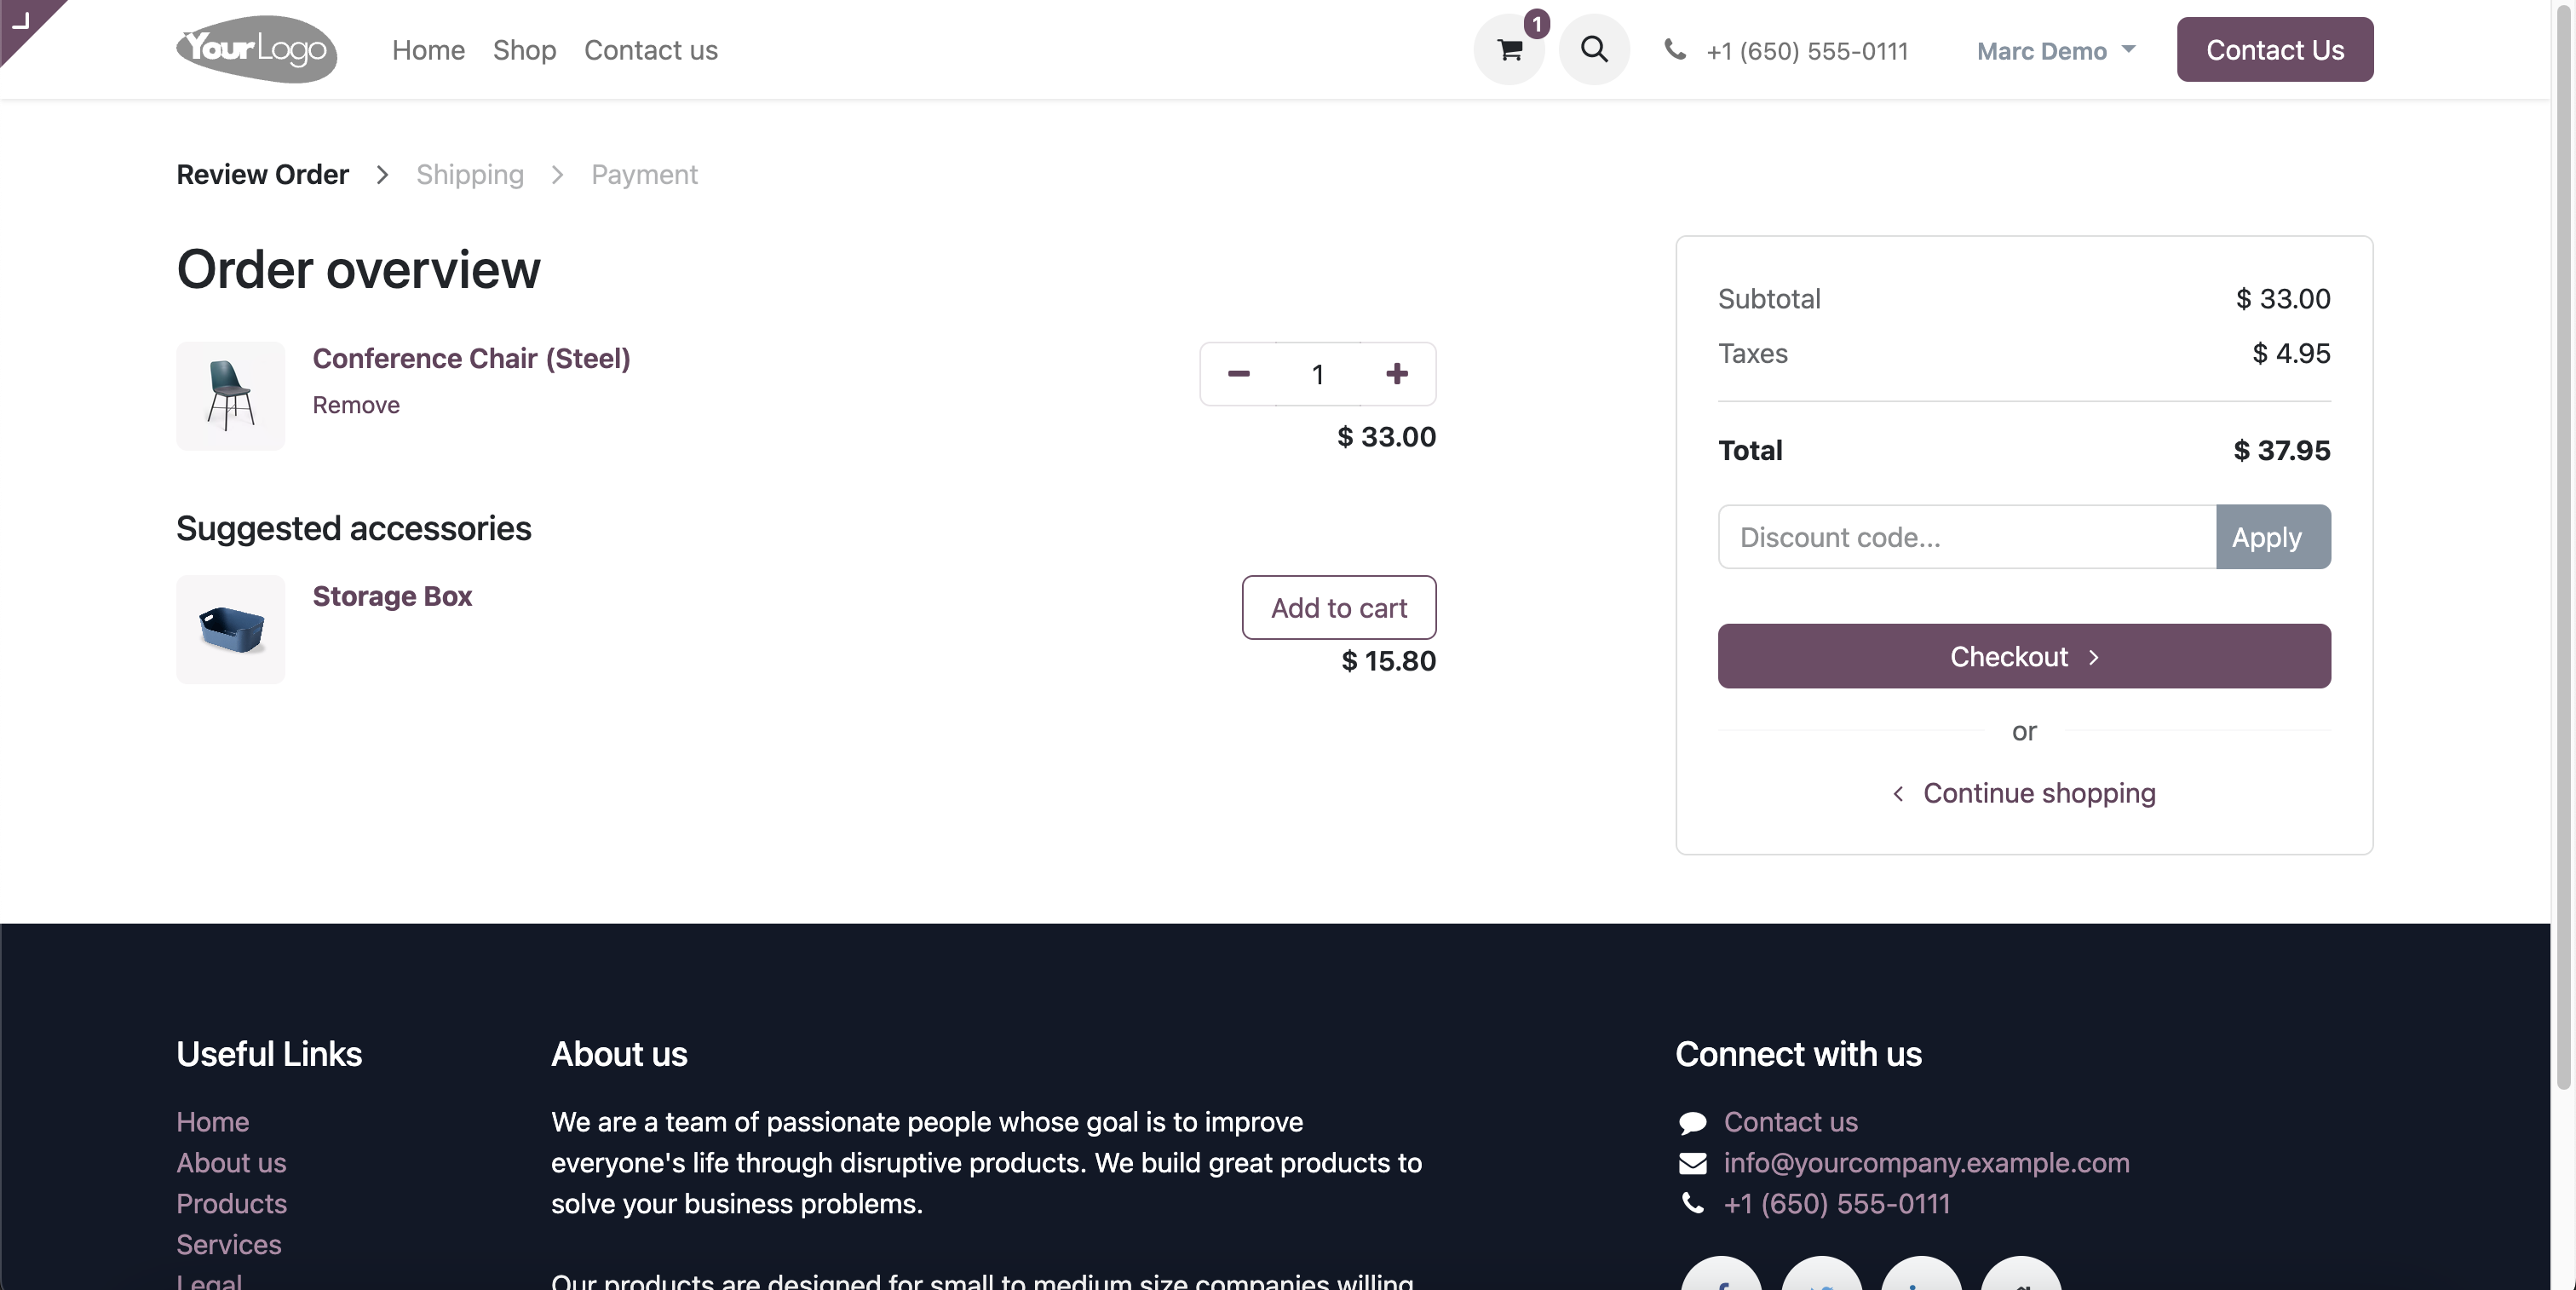 YourLogo
Home Shop Contact us
1
+1 (650) 555-0111
Marc Demo
Contact Us
Review Order > Shipping > Payment
Order overview
Conference Chair (Steel)
Remove
1
$ 33.00
Suggested accessories
Storage Box
Add to cart
$ 15.80
Subtotal $ 33.00
Taxes $ 4.95
Total $ 37.95
Discount code... Apply
Checkout
or
Continue shopping
Useful Links
Home
About us
Products
Services
Legal
About us
We are a team of passionate people whose goal is to improve
everyone's life through disruptive products. We build great products to
solve your business problems.
Our products are designed for small to medium size companies willing
Connect with us
Contact us
info@yourcompany.example.com
+1 (650) 555-0111